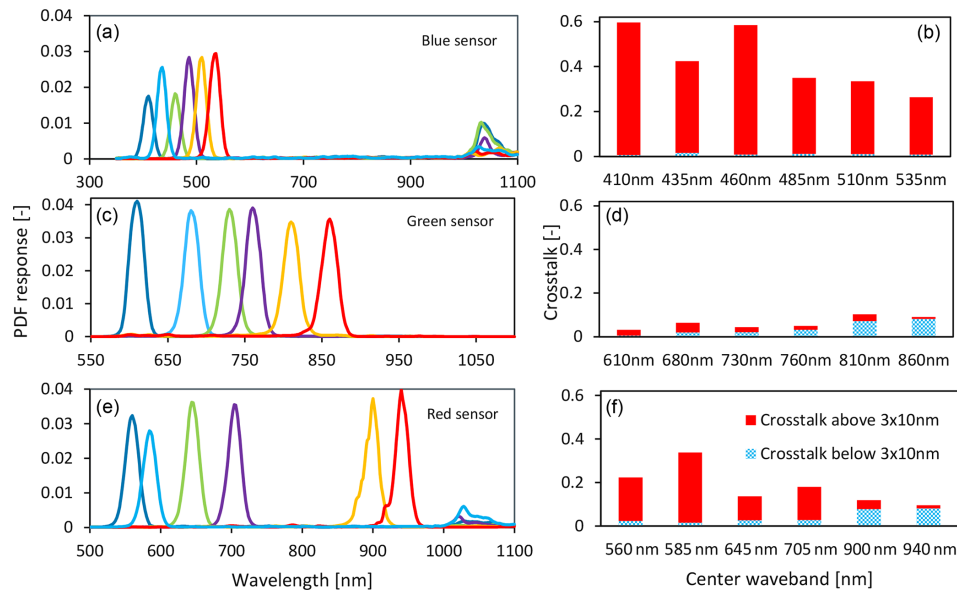 (a)
Blue sensor
0.04
0.03
0.02
0.01
0
300
500
700
900
1100
(b)
0.6
0.4
0.2
0
410nm
435nm
460nm
485nm
510nm
535nm
(c)
Green sensor
0.04
0.03
0.02
0.01
0
550
650
750
850
950
1050
(d)
0.6
0.4
0.2
0
610nm
680nm
730nm
760nm
810nm
860nm
PDF response [-]
Crosstalk [-]
(e)
Red sensor
0.04
0.03
0.02
0.01
0
500
600
700
800
900
1000
1100
Wavelength [nm]
(f)
0.6
0.4
0.2
0
Crosstalk above 3x10nm
Crosstalk below 3x10nm
560 nm
585 nm
645 nm
705 nm
900 nm
940 nm
Center waveband [nm]